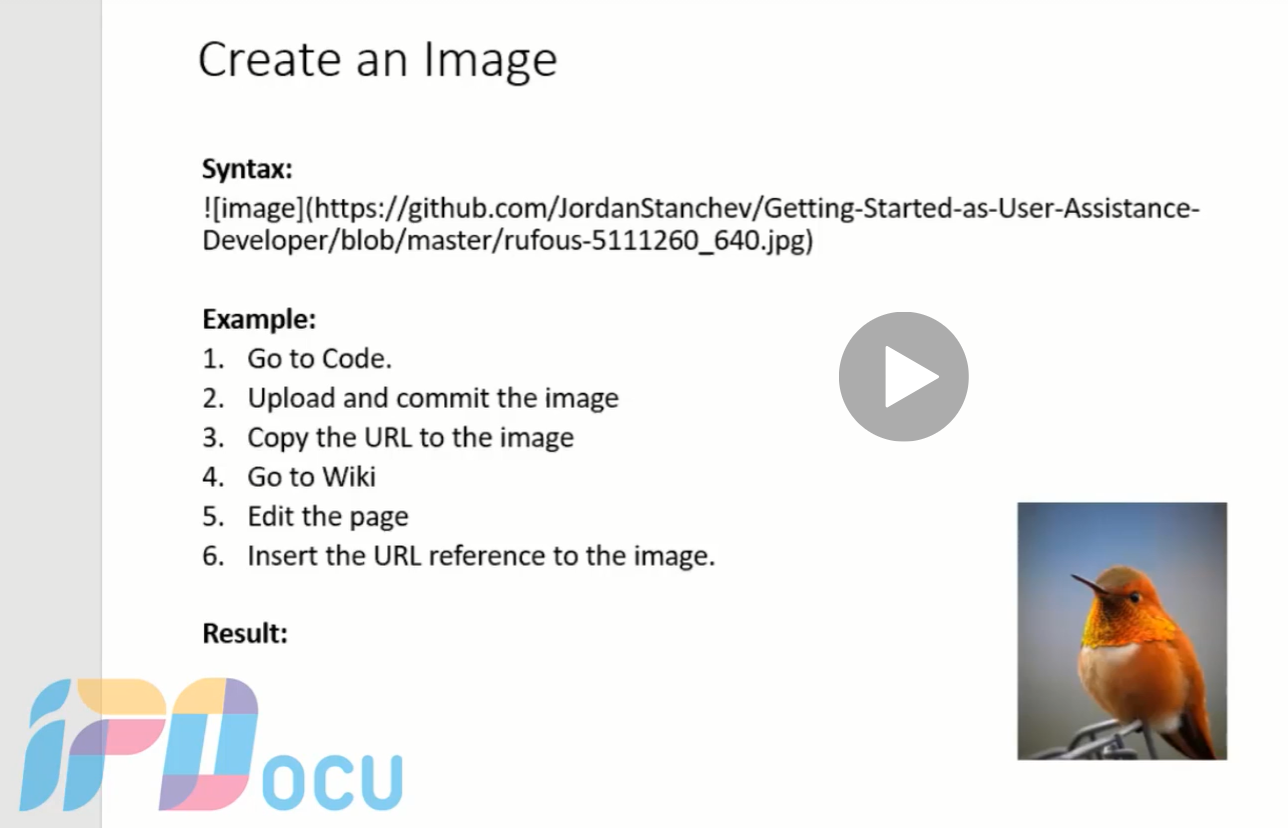 Create an Image
Syntax:
![image](https://github.com/JordanStanchev/Getting-Started-as-User-Assistance-
Developer/blob/master/rufous-5111260_640.jpg)
Example:
1. Go to Code.
2. Upload and commit the image
3. Copy the URL to the image
4. Go to Wiki
5. Edit the page
6. Insert the URL reference to the image.
Result:
iPDocu